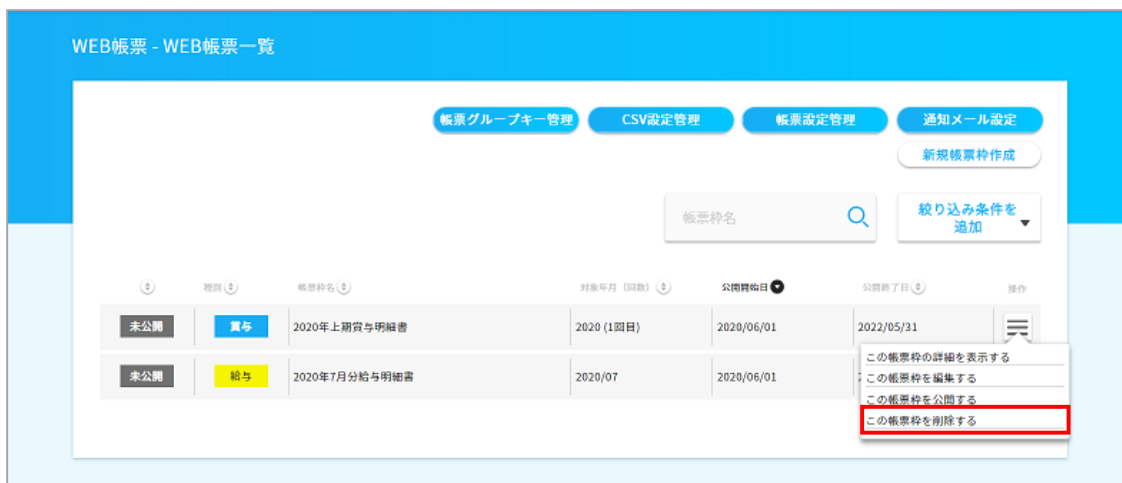 WEB帳票 - WEB帳票一覧
帳票グループキー管理 CSV設定管理 帳票設定管理 通知メール設定
新規帳票枠作成
帳票枠名 絞り込み条件を
追加
種別 帳票枠名 対象年月（回数） 公開開始日 公開終了日 操作
未公開 賞与 2020年上期賞与明細書 2020 (1回目) 2020/06/01 2022/05/31
この帳票枠の詳細を表示する
未公開 給与 2020年7月分給与明細書 2020/07 2020/06/01 この帳票枠を編集する
この帳票枠を公開する
この帳票枠を削除する